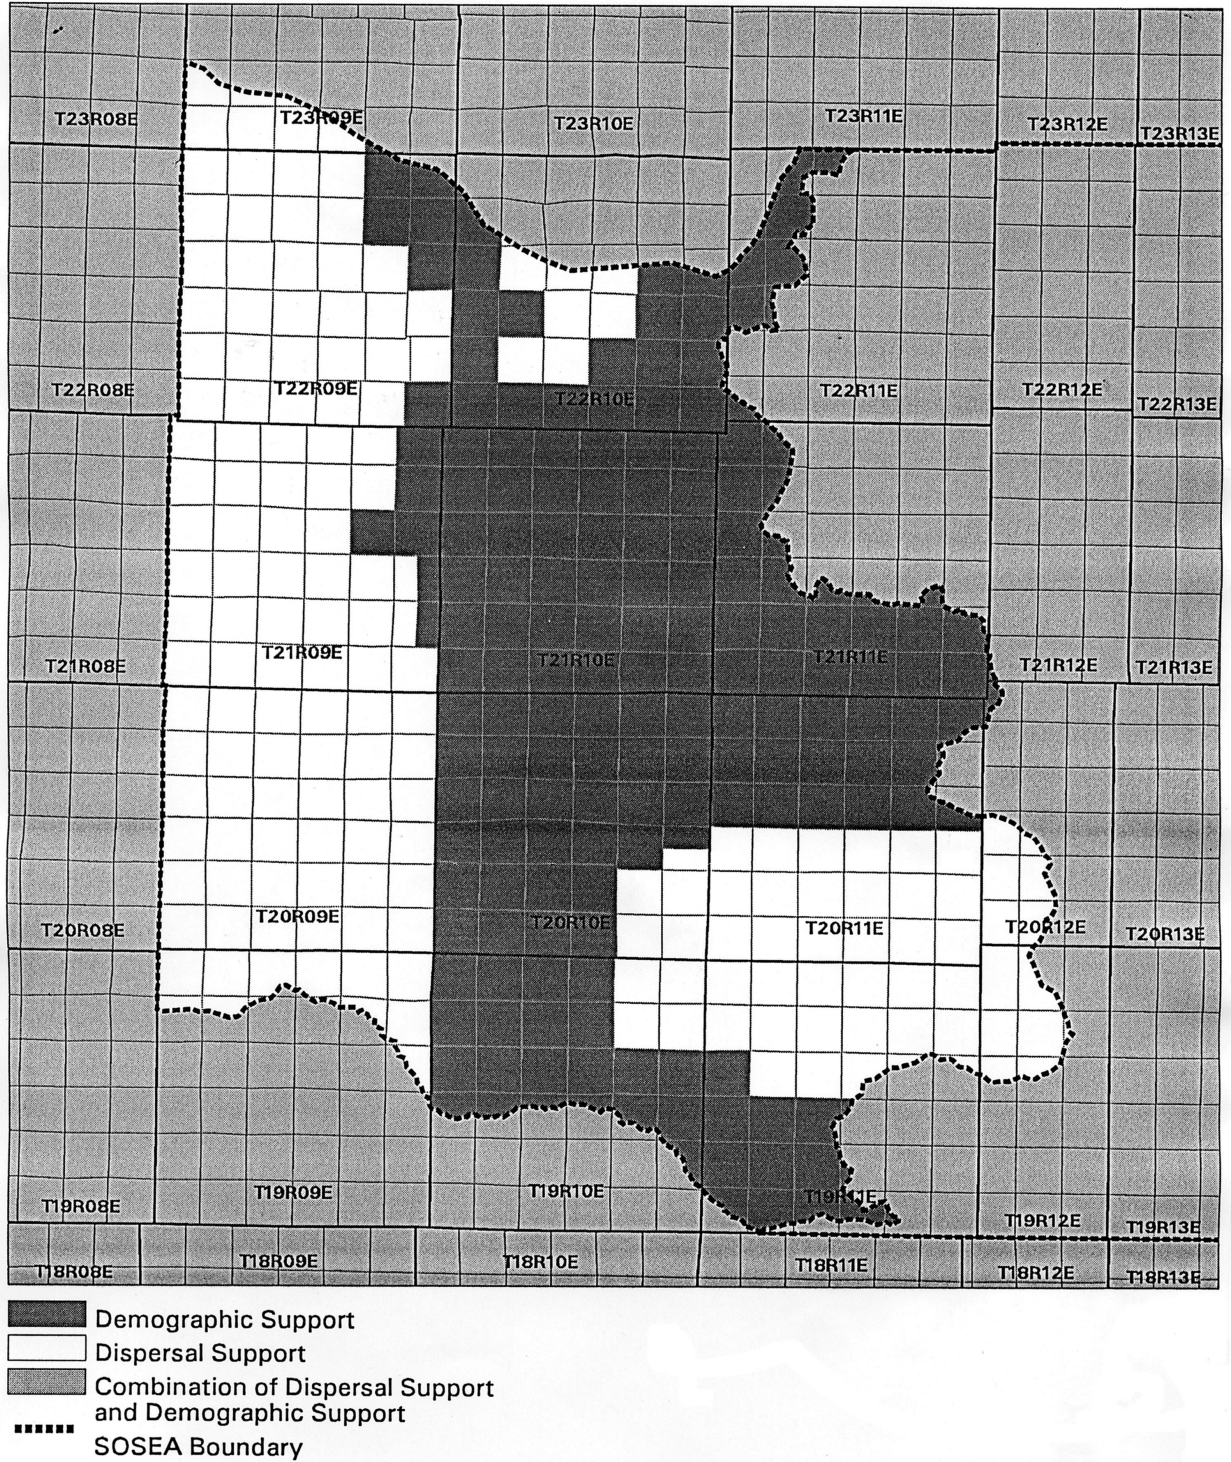 T23R08E
T23R09E
T23R10E
T23R11E
T23R12E
T23R13E
T22R08E
T22R09E
T22R10E
T22R11E
T22R12E
T22R13E
T21R08E
T21R09E
T21R10E
T21R11E
T21R12E
T21R13E
T20R08E
T20R09E
T20R10E
T20R11E
T20R12E
T20R13E
T19R08E
T19R09E
T19R10E
T19R11E
T19R12E
T19R13E
T18R08E
T18R09E
T18R10E
T18R11E
T18R12E
T18R13E
Demographic Support
Dispersal Support
Combination of Dispersal Support
and Demographic Support
SOSEA Boundary